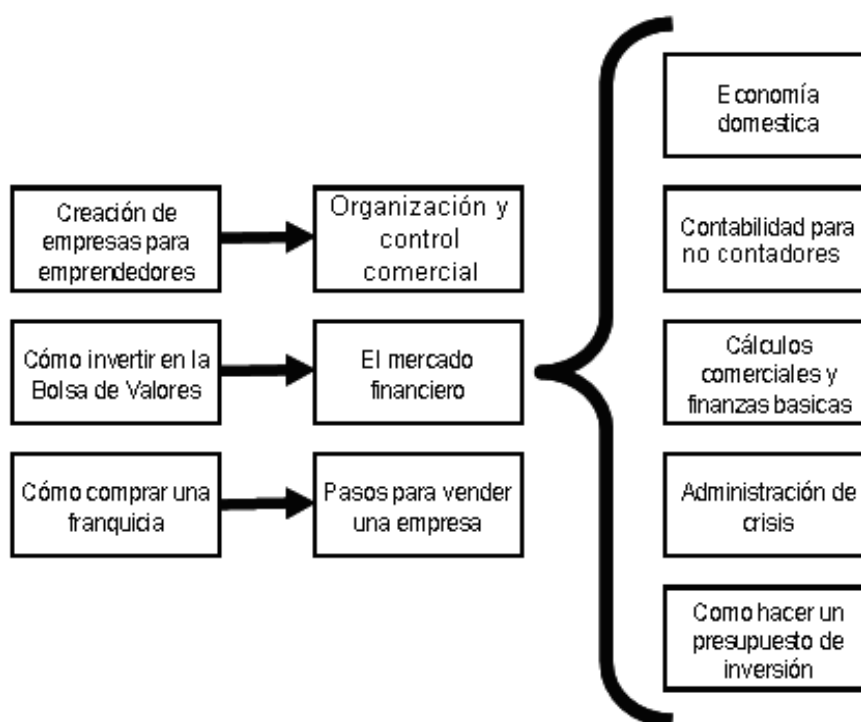 Creación de
empresas para
emprendedores
Organización y
control
comercial
Cómo invertir en la
Bolsa de Valores
El mercado
financiero
Cómo comprar una
franquicia
Pasos para vender
una empresa
Economía
domestica
Contabilidad para
no contadores
Cálculos
comerciales y
finanzas basicas
Administración de
crisis
Como hacer un
presupuesto de
inversión